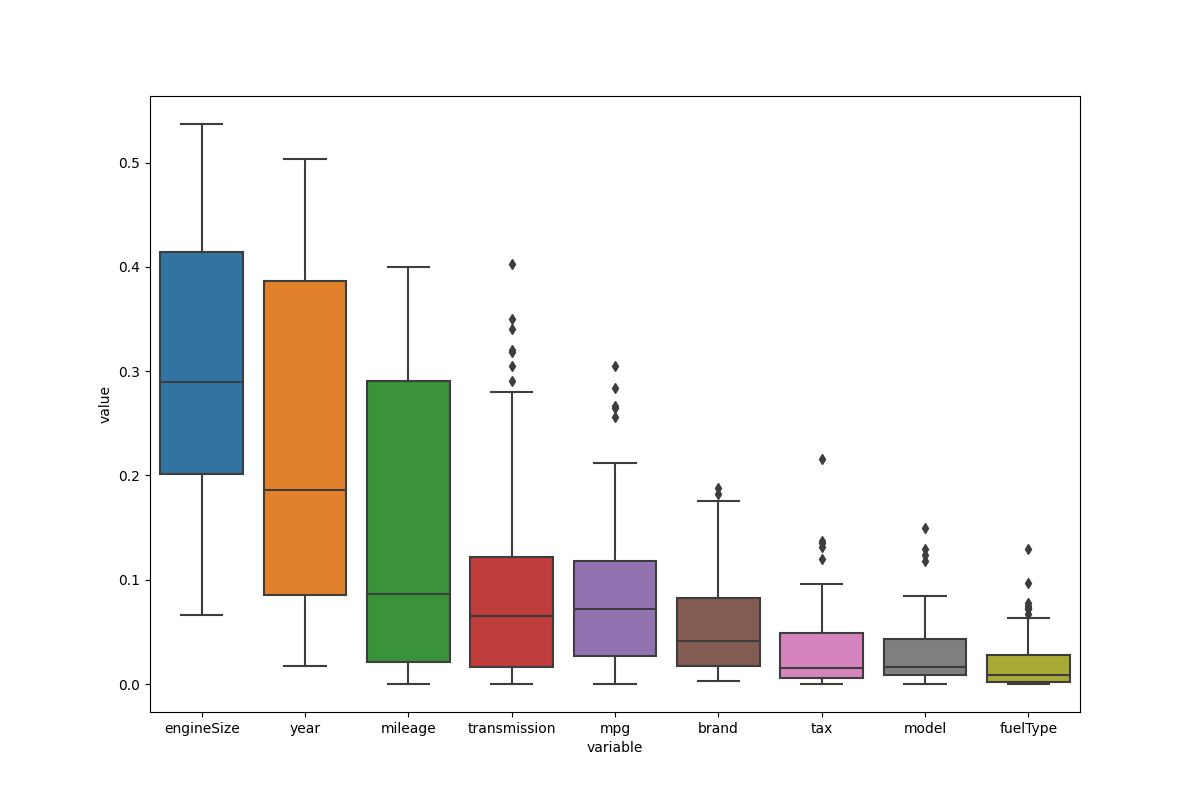 0.5
0.4
0.3
0.2
0.1
0.0
value
engineSize year mileage transmission mpg brand tax model fuelType
variable